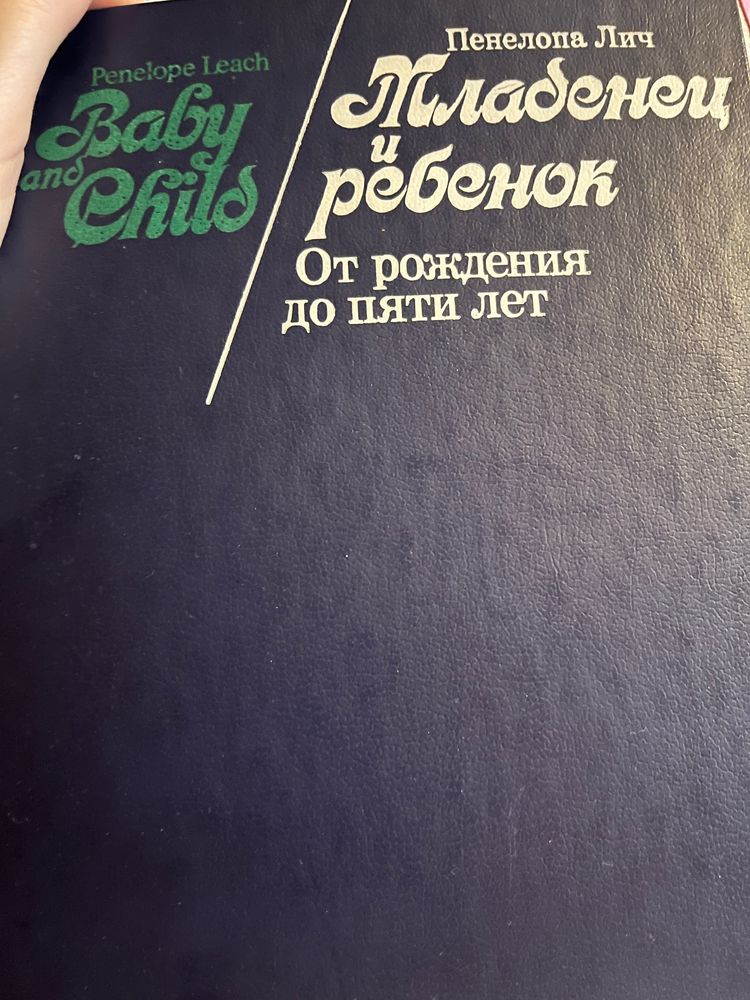 Penelope Leach
Baby
and
Child
Пенелопа Лич
Младенец
и
ребенок
От рождения
до пяти лет